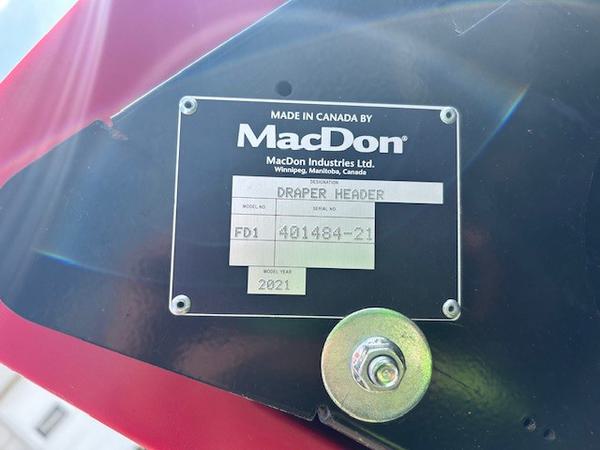 MADE IN CANADA BY
MacDon®
MacDon Industries Ltd.
Winnipeg, Manitoba, Canada
DESIGNATION
DRAPER HEADER
MODEL NO. SERIAL NO.
FD1 401484-21
MODEL YEAR
2021